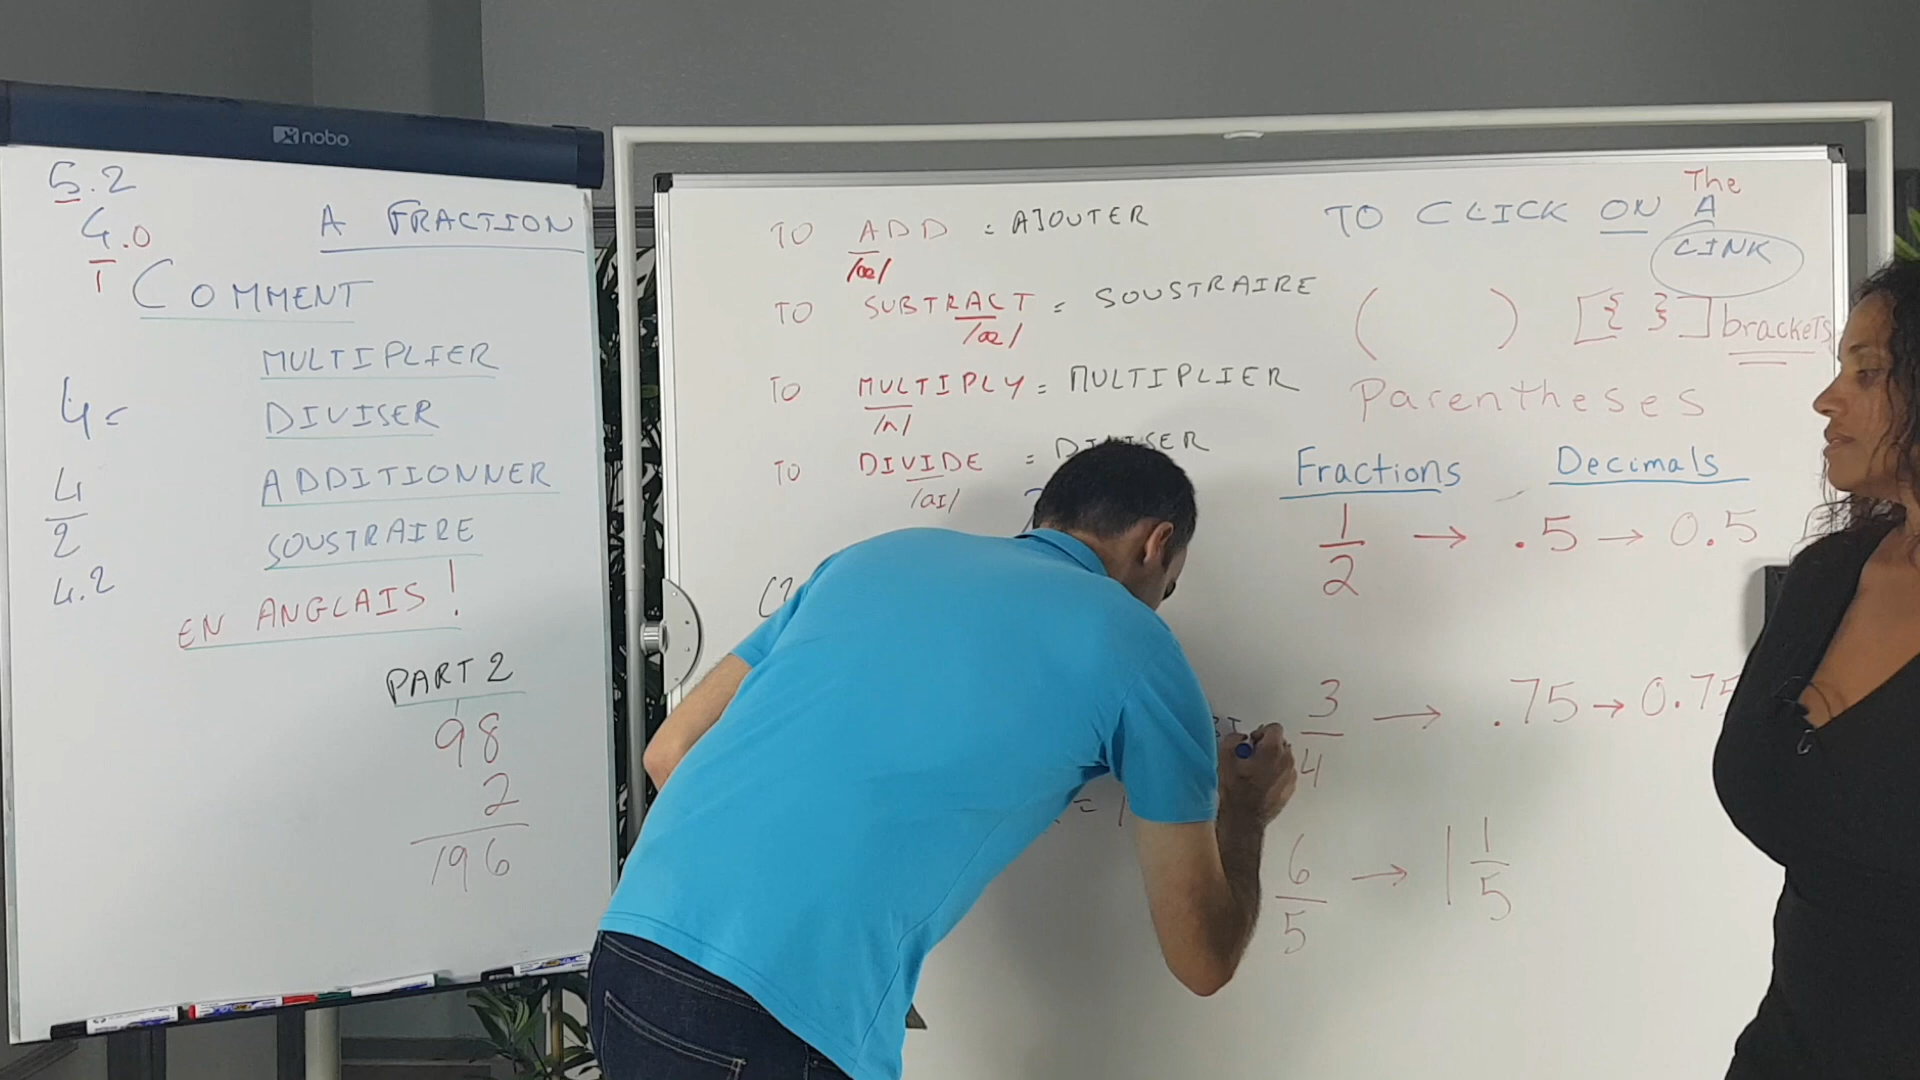 nobo
5.2
4.0
1
A FRACTION
COMMENT
MULTIPLIER
4=
DIVISER
4
2
ADDITIONNER
SOUSTRAIRE
4.2
EN ANGLAIS!
PART 2
98
2
196
TO ADD = AJOUTER
/æ/
TO SUBTRACT = SOUSTRAIRE
/æ/
TO MULTIPLY = MULTIPLIER
/ʌ/
TO DIVIDE = DIVISER
/aɪ/
The
TO CLICK ON A
LINK
( ) [{ }] brackets
Parentheses
Fractions Decimals
1
2
→ .5 → 0.5
3
4
→ .75 → 0.75
6
5
→ 1 1
5